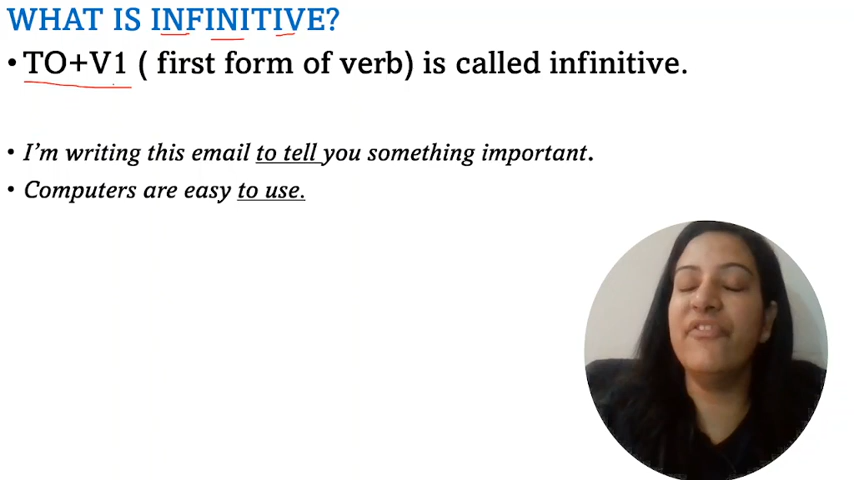 WHAT IS INFINITIVE?
• TO+V1 ( first form of verb) is called infinitive.
• I'm writing this email to tell you something important.
• Computers are easy to use.